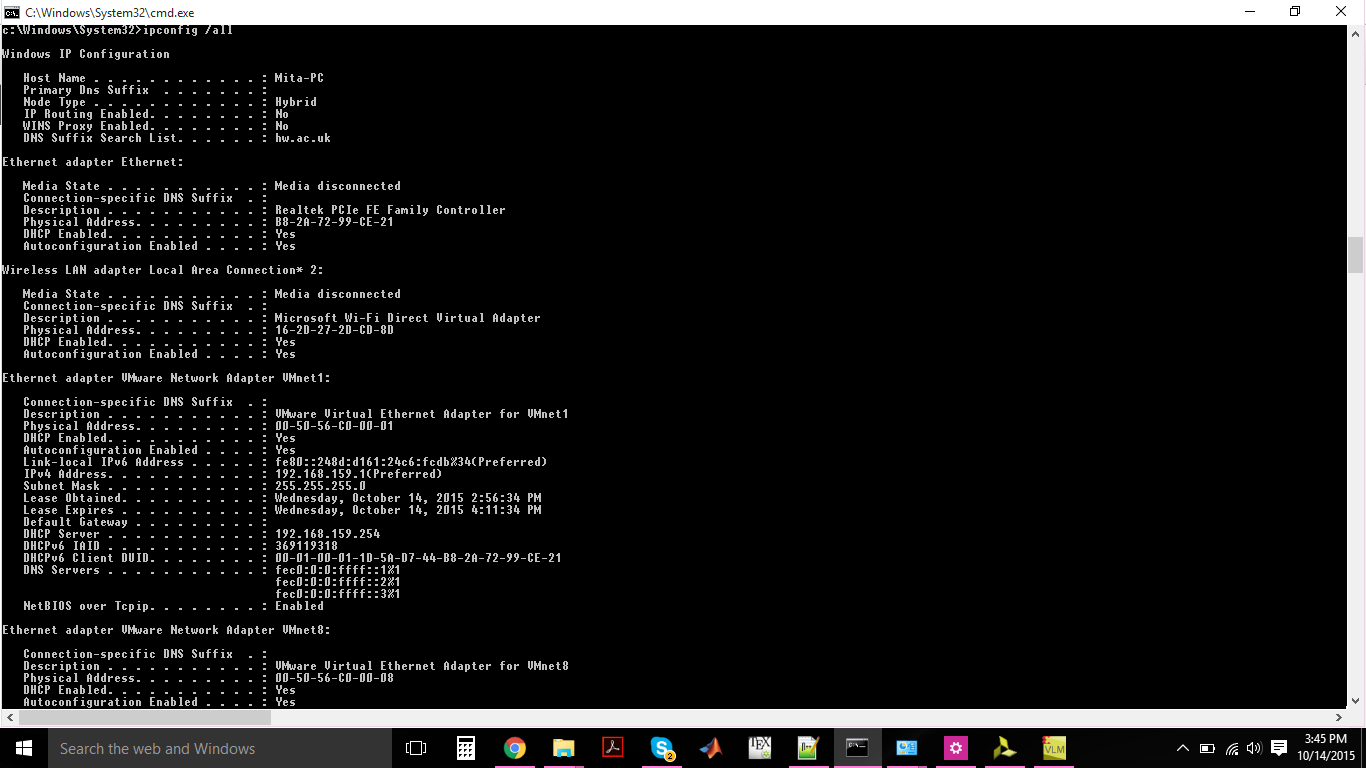 C:\Windows\System32\cmd.exe
c:\Windows\System32>ipconfig /all
Windows IP Configuration
Host Name . . . . . . . . . . . . : Mita-PC
Primary Dns Suffix  . . . . . . . :
Node Type . . . . . . . . . . . . : Hybrid
IP Routing Enabled. . . . . . . . : No
WINS Proxy Enabled. . . . . . . . : No
DNS Suffix Search List. . . . . . : hw.ac.uk
Ethernet adapter Ethernet:
Media State . . . . . . . . . . . : Media disconnected
Connection-specific DNS Suffix  . :
Description . . . . . . . . . . . : Realtek PCIe FE Family Controller
Physical Address. . . . . . . . . : B8-2A-72-99-CE-21
DHCP Enabled. . . . . . . . . . . : Yes
Autoconfiguration Enabled . . . . : Yes
Wireless LAN adapter Local Area Connection* 2:
Media State . . . . . . . . . . . : Media disconnected
Connection-specific DNS Suffix  . :
Description . . . . . . . . . . . : Microsoft Wi-Fi Direct Virtual Adapter
Physical Address. . . . . . . . . : 16-2D-27-2D-CD-8D
DHCP Enabled. . . . . . . . . . . : Yes
Autoconfiguration Enabled . . . . : Yes
Ethernet adapter VMware Network Adapter VMnet1:
Connection-specific DNS Suffix  . :
Description . . . . . . . . . . . : VMware Virtual Ethernet Adapter for VMnet1
Physical Address. . . . . . . . . : 00-50-56-C0-00-01
DHCP Enabled. . . . . . . . . . . : Yes
Autoconfiguration Enabled . . . . : Yes
Link-local IPv6 Address . . . . . : fe80::248d:d161:24c6:fcdb%34(Preferred)
IPv4 Address. . . . . . . . . . . : 192.168.159.1(Preferred)
Subnet Mask . . . . . . . . . . . : 255.255.255.0
Lease Obtained. . . . . . . . . . : Wednesday, October 14, 2015 2:56:34 PM
Lease Expires . . . . . . . . . . : Wednesday, October 14, 2015 4:11:34 PM
Default Gateway . . . . . . . . . :
DHCP Server . . . . . . . . . . . : 192.168.159.254
DHCPv6 IAID . . . . . . . . . . . : 369119318
DHCPv6 Client DUID. . . . . . . . : 00-01-00-01-1D-5A-D7-44-B8-2A-72-99-CE-21
DNS Servers . . . . . . . . . . . : fec0:0:0:ffff::1%1
fec0:0:0:ffff::2%1
fec0:0:0:ffff::3%1
NetBIOS over Tcpip. . . . . . . . : Enabled
Ethernet adapter VMware Network Adapter VMnet8:
Connection-specific DNS Suffix  . :
Description . . . . . . . . . . . : VMware Virtual Ethernet Adapter for VMnet8
Physical Address. . . . . . . . . : 00-50-56-C0-00-08
DHCP Enabled. . . . . . . . . . . : Yes
Autoconfiguration Enabled . . . . : Yes
Search the web and Windows
2
TEX
VLM
3:45 PM
10/14/2015